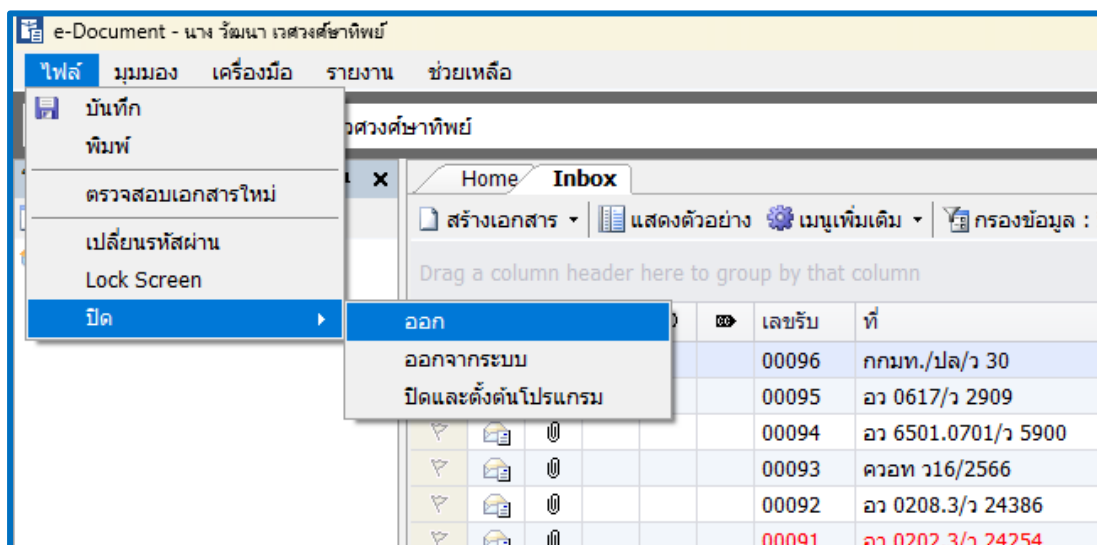 e-Document - นาง วัฒนา เวศวงศ์ษาทิพย์
ไฟล์ มุมมอง เครื่องมือ รายงาน ช่วยเหลือ
บันทึก
พิมพ์
ตรวจสอบเอกสารใหม่
เปลี่ยนรหัสผ่าน
Lock Screen
ปิด
ออก
ออกจากระบบ
ปิดและตั้งต้นโปรแกรม
Home Inbox
สร้างเอกสาร แสดงตัวอย่าง เมนูเพิ่มเติม กรองข้อมูล :
Drag a column header here to group by that column
เลขรับ ที่
00096 กกมท./ปล/ว 30
00095 อว 0617/ว 2909
00094 อว 6501.0701/ว 5900
00093 ควอท ว16/2566
00092 อว 0208.3/ว 24386
00091 อว 0202.3/ว 24254